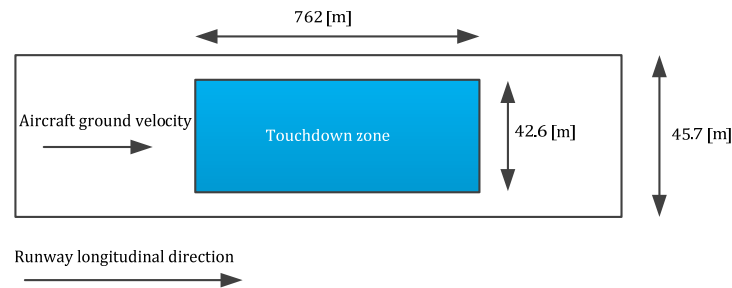 762 [m]
Aircraft ground velocity
Touchdown zone
42.6 [m]
45.7 [m]
Runway longitudinal direction